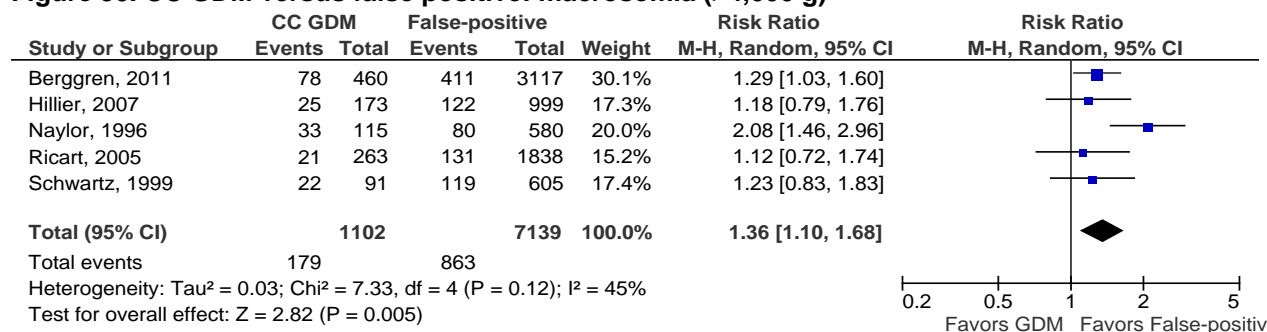 CC GDM False-positive Risk Ratio Risk Ratio
Study or Subgroup Events Total Events Total Weight M-H, Random, 95% CI M-H, Random, 95% CI
Berggren, 2011 78 460 411 3117 30.1% 1.29 [1.03, 1.60]
Hillier, 2007 25 173 122 999 17.3% 1.18 [0.79, 1.76]
Naylor, 1996 33 115 80 580 20.0% 2.08 [1.46, 2.96]
Ricart, 2005 21 263 131 1838 15.2% 1.12 [0.72, 1.74]
Schwartz, 1999 22 91 119 605 17.4% 1.23 [0.83, 1.83]
Total (95% CI) 1102 7139 100.0% 1.36 [1.10, 1.68]
Total events 179 863
Heterogeneity: Tau² = 0.03; Chi² = 7.33, df = 4 (P = 0.12); I² = 45%
Test for overall effect: Z = 2.82 (P = 0.005)
0.2 0.5 1 2 5
Favors GDM Favors False-positiv